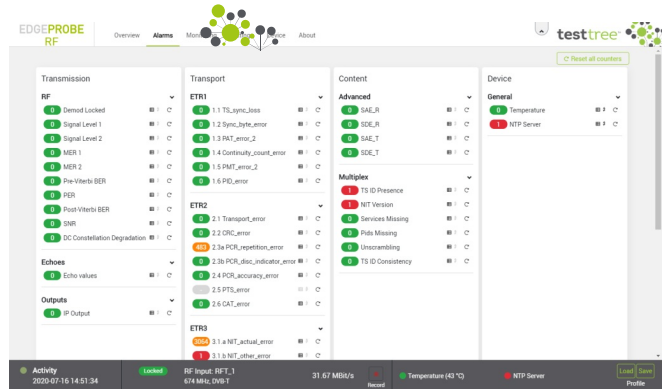 EDGEPROBE
RF
Overview
Alarms
About
testtree
Reset all counters
Transmission
RF
0 Demod Locked
0 Signal Level 1
0 Signal Level 2
0 MER 1
0 MER 2
0 Pre-Viterbi BER
0 PER
0 Post-Viterbi BER
0 SNR
0 DC Constellation Degradation
Echoes
0 Echo values
Outputs
0 IP Output
Transport
ETR1
0 1.1 TS_sync_loss
0 1.2 Sync_byte_error
0 1.3 PAT_error_2
0 1.4 Continuity_count_error
0 1.5 PMT_error_2
0 1.6 PID_error
ETR2
0 2.1 Transport_error
0 2.2 CRC_error
483 2.3a PCR_repetition_error
0 2.3b PCR_disc_indicator_error
0 2.4 PCR_accuracy_error
2.5 PTS_error
0 2.6 CAT_error
ETR3
3064 3.1.a NIT_actual_error
1 3.1.b NIT_other_error
Content
Advanced
0 SAE_R
0 SDE_R
0 SAE_T
0 SDE_T
Multiplex
1 TS ID Presence
1 NIT Version
0 Services Missing
0 Pids Missing
0 Unscrambling
0 TS ID Consistency
Device
General
0 Temperature
1 NTP Server
Activity
2020-07-16 14:51:34
Locked
RF Input: RFT_1
674 MHz, DVB-T
31.67 MBit/s
Record
Temperature (43 °C)
NTP Server
Load Save
Profile